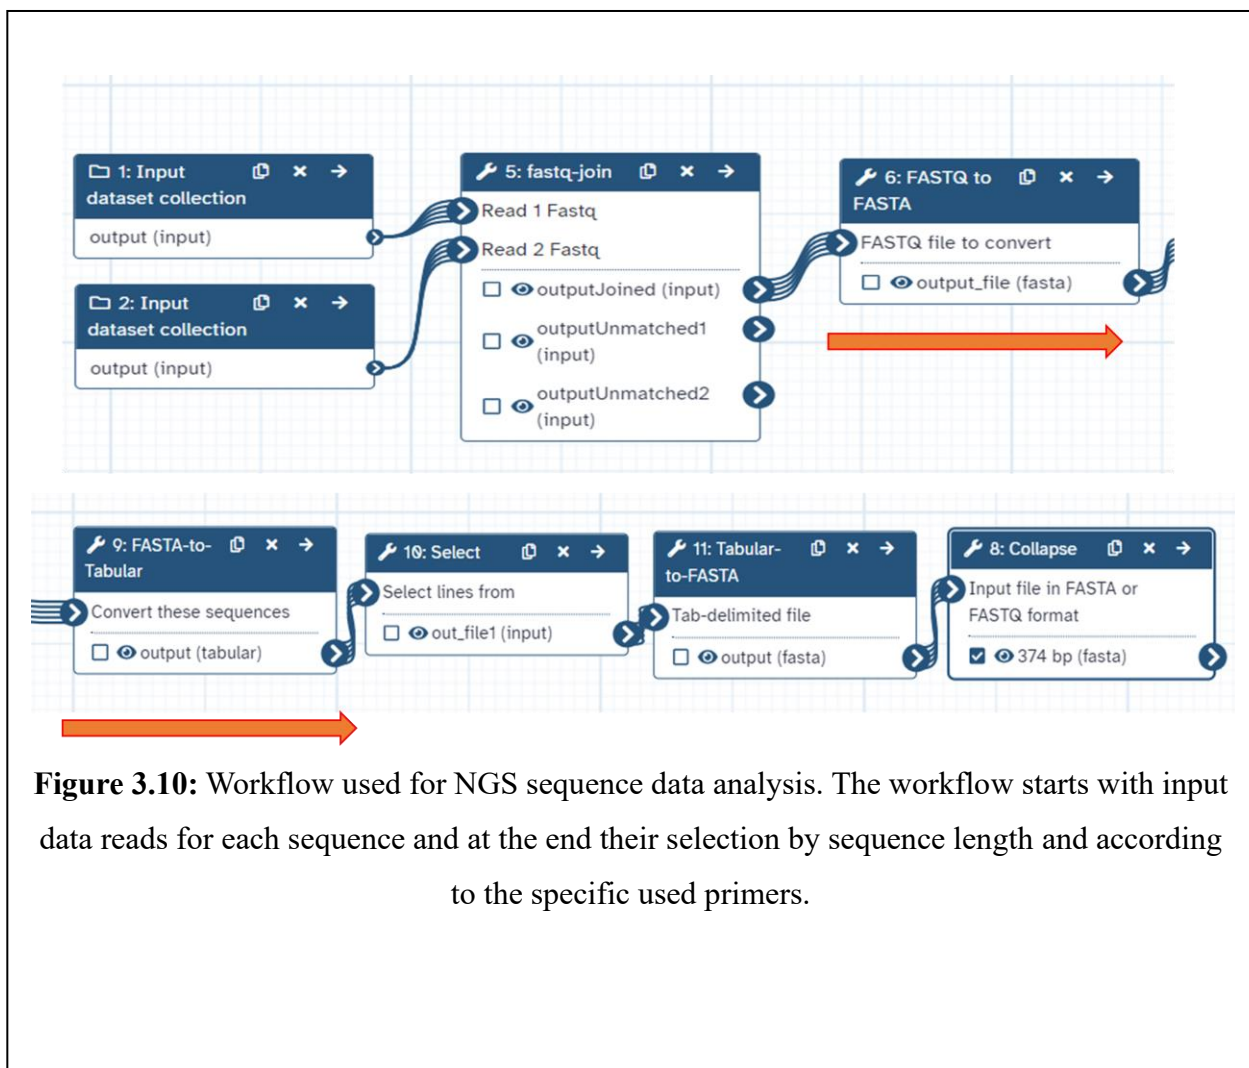 1: Input
dataset collection
output (input)
2: Input
dataset collection
output (input)
5: fastq-join
Read 1 Fastq
Read 2 Fastq
outputJoined (input)
outputUnmatched1
(input)
outputUnmatched2
(input)
6: FASTQ to
FASTA
FASTQ file to convert
output_file (fasta)
9: FASTA-to-
Tabular
Convert these sequences
output (tabular)
10: Select
Select lines from
out_file1 (input)
11: Tabular-
to-FASTA
Tab-delimited file
output (fasta)
8: Collapse
Input file in FASTA or
FASTQ format
374 bp (fasta)
Figure 3.10: Workflow used for NGS sequence data analysis. The workflow starts with input
data reads for each sequence and at the end their selection by sequence length and according
to the specific used primers.